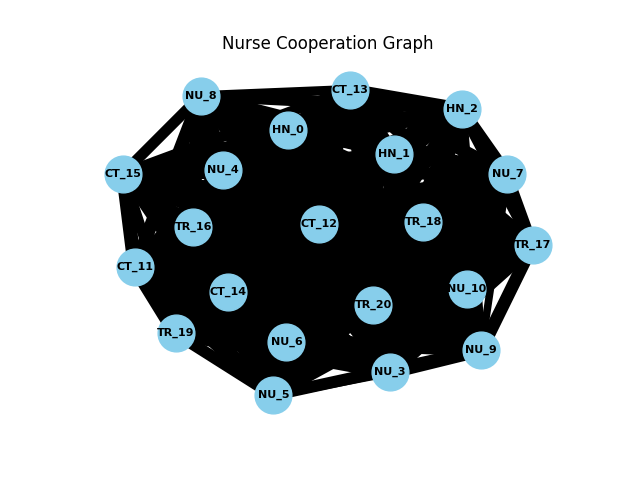 Nurse Cooperation Graph
NU_8
CT_13
HN_2
HN_0
HN_1
NU_4
CT_15
NU_7
TR_16
CT_12
TR_18
TR_17
CT_11
CT_14
NU_10
TR_20
TR_19
NU_6
NU_9
NU_3
NU_5